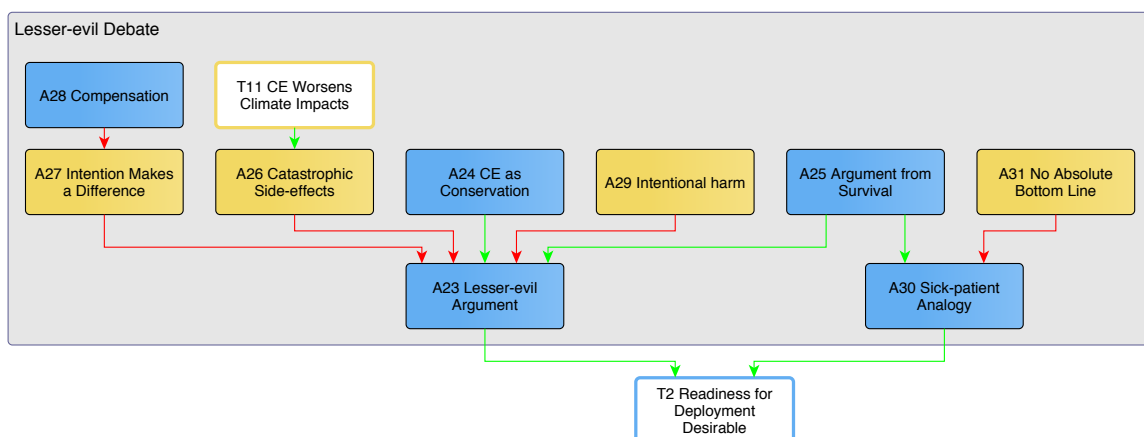 Lesser-evil Debate
A28 Compensation
T11 CE Worsens
Climate Impacts
A27 Intention Makes
a Difference
A26 Catastrophic
Side-effects
A24 CE as
Conservation
A29 Intentional harm
A25 Argument from
Survival
A31 No Absolute
Bottom Line
A23 Lesser-evil
Argument
A30 Sick-patient
Analogy
T2 Readiness for
Deployment
Desirable